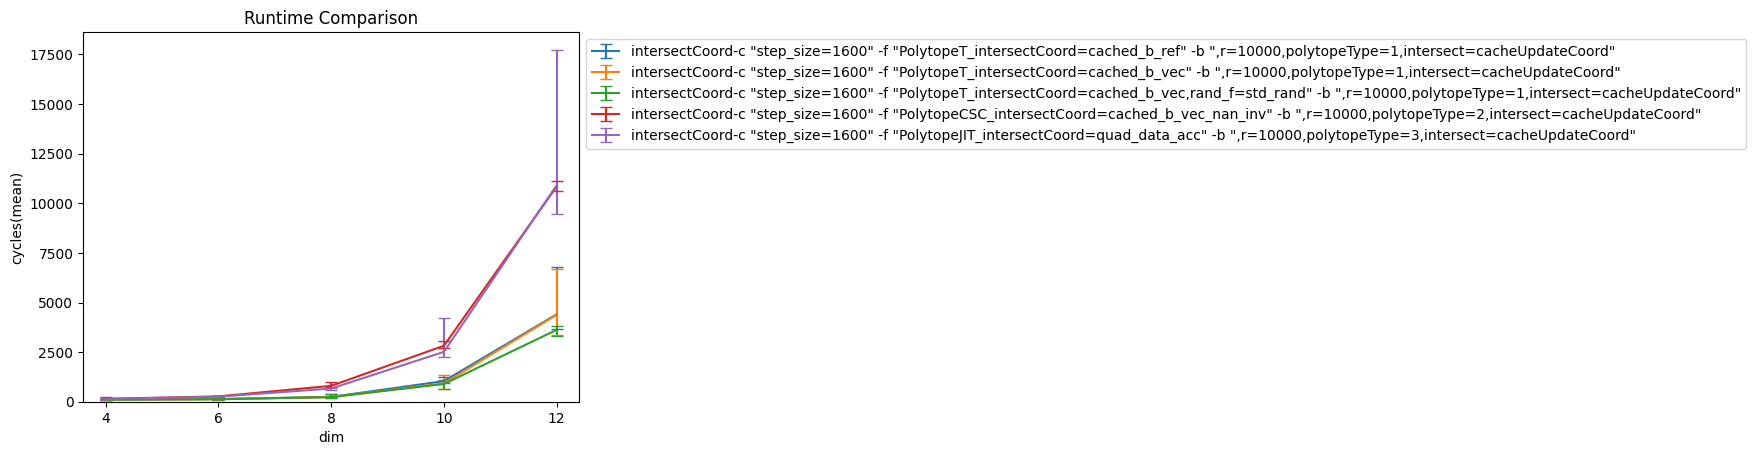 Runtime Comparison
cycles(mean)
17500
15000
12500
10000
7500
5000
2500
0
4 6 8 10 12
dim
intersectCoord-c "step_size=1600" -f "PolytopeT_intersectCoord=cached_b_ref" -b ",r=10000,polytopeType=1,intersect=cacheUpdateCoord"
intersectCoord-c "step_size=1600" -f "PolytopeT_intersectCoord=cached_b_vec" -b ",r=10000,polytopeType=1,intersect=cacheUpdateCoord"
intersectCoord-c "step_size=1600" -f "PolytopeT_intersectCoord=cached_b_vec,rand_f=std_rand" -b ",r=10000,polytopeType=1,intersect=cacheUpdateCoord"
intersectCoord-c "step_size=1600" -f "PolytopeCSC_intersectCoord=cached_b_vec_nan_inv" -b ",r=10000,polytopeType=2,intersect=cacheUpdateCoord"
intersectCoord-c "step_size=1600" -f "PolytopeJIT_intersectCoord=quad_data_acc" -b ",r=10000,polytopeType=3,intersect=cacheUpdateCoord"